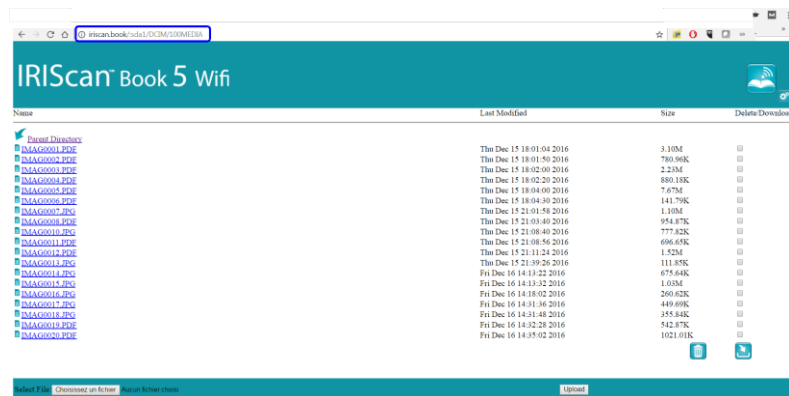 iriscan.book/sda1/DCIM/100MEDIA
IRIScan™ Book 5 Wifi
Name Last Modified Size Delete/Download
Parent Directory
IMAG0001.PDF Thu Dec 15 18:01:04 2016 3.10M
IMAG0002.PDF Thu Dec 15 18:01:50 2016 780.96K
IMAG0003.PDF Thu Dec 15 18:02:00 2016 2.23M
IMAG0004.PDF Thu Dec 15 18:02:20 2016 880.18K
IMAG0005.PDF Thu Dec 15 18:04:00 2016 7.67M
IMAG0006.PDF Thu Dec 15 18:04:30 2016 141.79K
IMAG0007.JPG Thu Dec 15 21:01:58 2016 1.10M
IMAG0008.PDF Thu Dec 15 21:03:40 2016 954.87K
IMAG0010.JPG Thu Dec 15 21:08:40 2016 777.82K
IMAG0011.PDF Thu Dec 15 21:08:56 2016 696.65K
IMAG0012.PDF Thu Dec 15 21:11:24 2016 1.52M
IMAG0013.JPG Thu Dec 15 21:39:26 2016 111.85K
IMAG0014.JPG Fri Dec 16 14:13:22 2016 675.64K
IMAG0015.JPG Fri Dec 16 14:13:32 2016 1.03M
IMAG0016.JPG Fri Dec 16 14:18:02 2016 260.62K
IMAG0017.JPG Fri Dec 16 14:31:36 2016 449.69K
IMAG0018.JPG Fri Dec 16 14:31:48 2016 355.84K
IMAG0019.PDF Fri Dec 16 14:32:28 2016 542.87K
IMAG0020.PDF Fri Dec 16 14:35:02 2016 1021.01K
Select File: Choisissez un fichier Aucun fichier choisi Upload